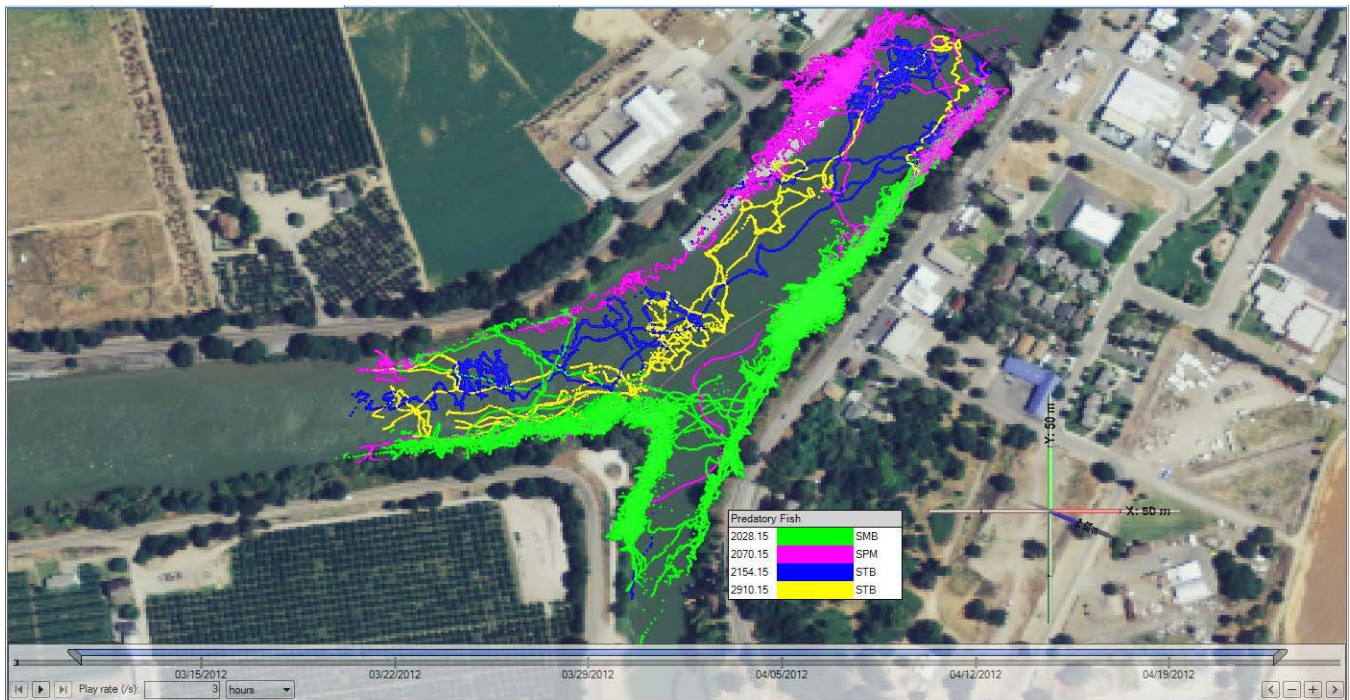 Y: 50 m
X: 50 m
Predatory Fish
2028.15 SMB
2070.15 SPM
2154.15 STB
2910.15 STB
3
03/15/2012 03/22/2012 03/29/2012 04/05/2012 04/12/2012 04/19/2012
Play rate (/s): 3 hours